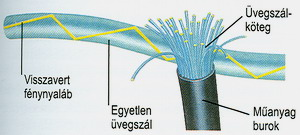 Üvegszál-
köteg
Visszavert
fénynyaláb
Egyetlen
üvegszál
Műanyag
burok